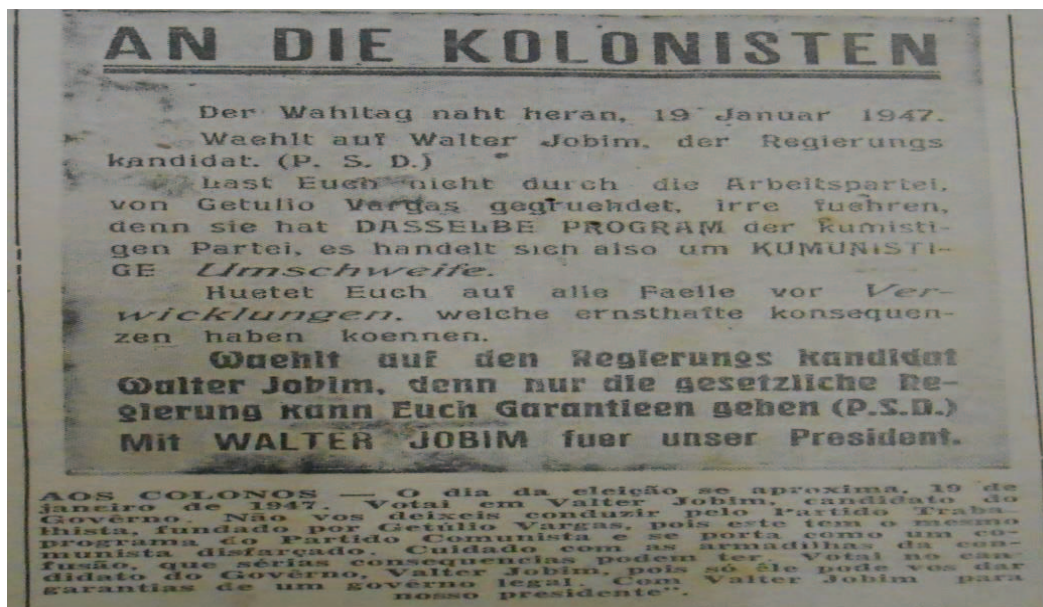 AN DIE KOLONISTEN
Der Wahltag naht heran, 19 Januar 1947.
Waehlt auf Walter Jobim, der Regierungs
kandidat. (P. S. D.)
Last Euch nicht durch die Arbeitspartei,
von Getulio Vargas gegruendet, irre fuehren,
denn sie hat DASSELBE PROGRAM der kumisti-
gen Partei, es handelt sich also um KUMUNISTI-
GE Umschweife.
Huetet Euch auf alle Faelle vor Ver-
wicklungen, welche ernsthafte konsequen-
zen haben koennen.
Waehlt auf den Regierungs kandidat
Walter Jobim, denn nur die gesetzliche Re-
gierung kann Euch Garantieen geben (P.S.D.)
Mit WALTER JOBIM fuer unser President.
AOS COLONOS — O dia da eleição se aproxima, 19 de
janeiro de 1947. Votai em Valter Jobim, candidato do
Govêrno. Não vos deixeis conduzir pelo Partido Traba-
lhista, fundado por Getúlio Vargas, pois este tem o mesmo
programa do Partido Comunista e se porta como um co-
munista disfarçado. Cuidado com as armadilhas da con-
fusão, que sérias consequencias podem ter. Votai no can-
didato do Govêrno, Valter Jobim, pois só êle pode vos dar
garantias de um govêrno legal. Com Valter Jobim para
nosso presidente".